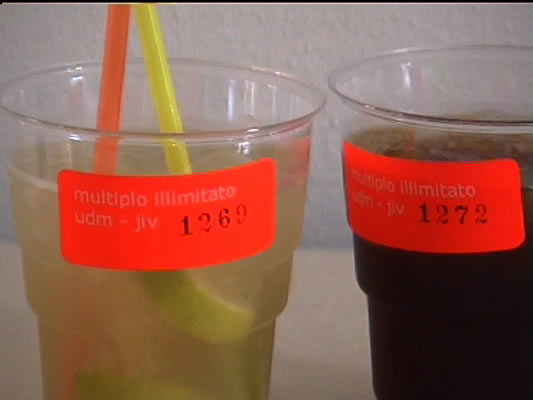 multiplo illimitato
udm - jiv 1269
multiplo illimitato
udm - jiv 1272